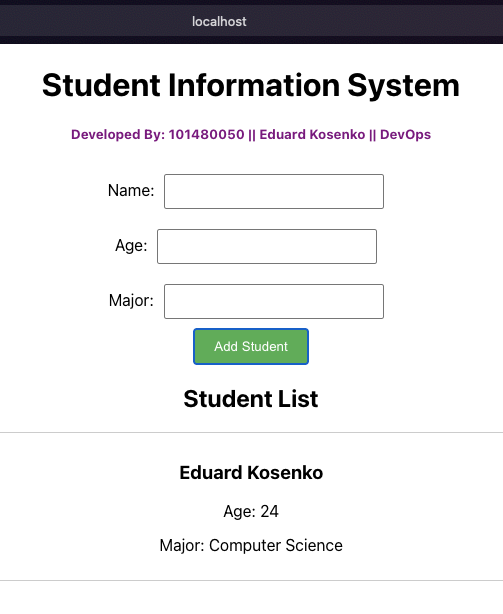 localhost
Student Information System
Developed By: 101480050 || Eduard Kosenko || DevOps
Name:
Age:
Major:
Add Student
Student List
Eduard Kosenko
Age: 24
Major: Computer Science